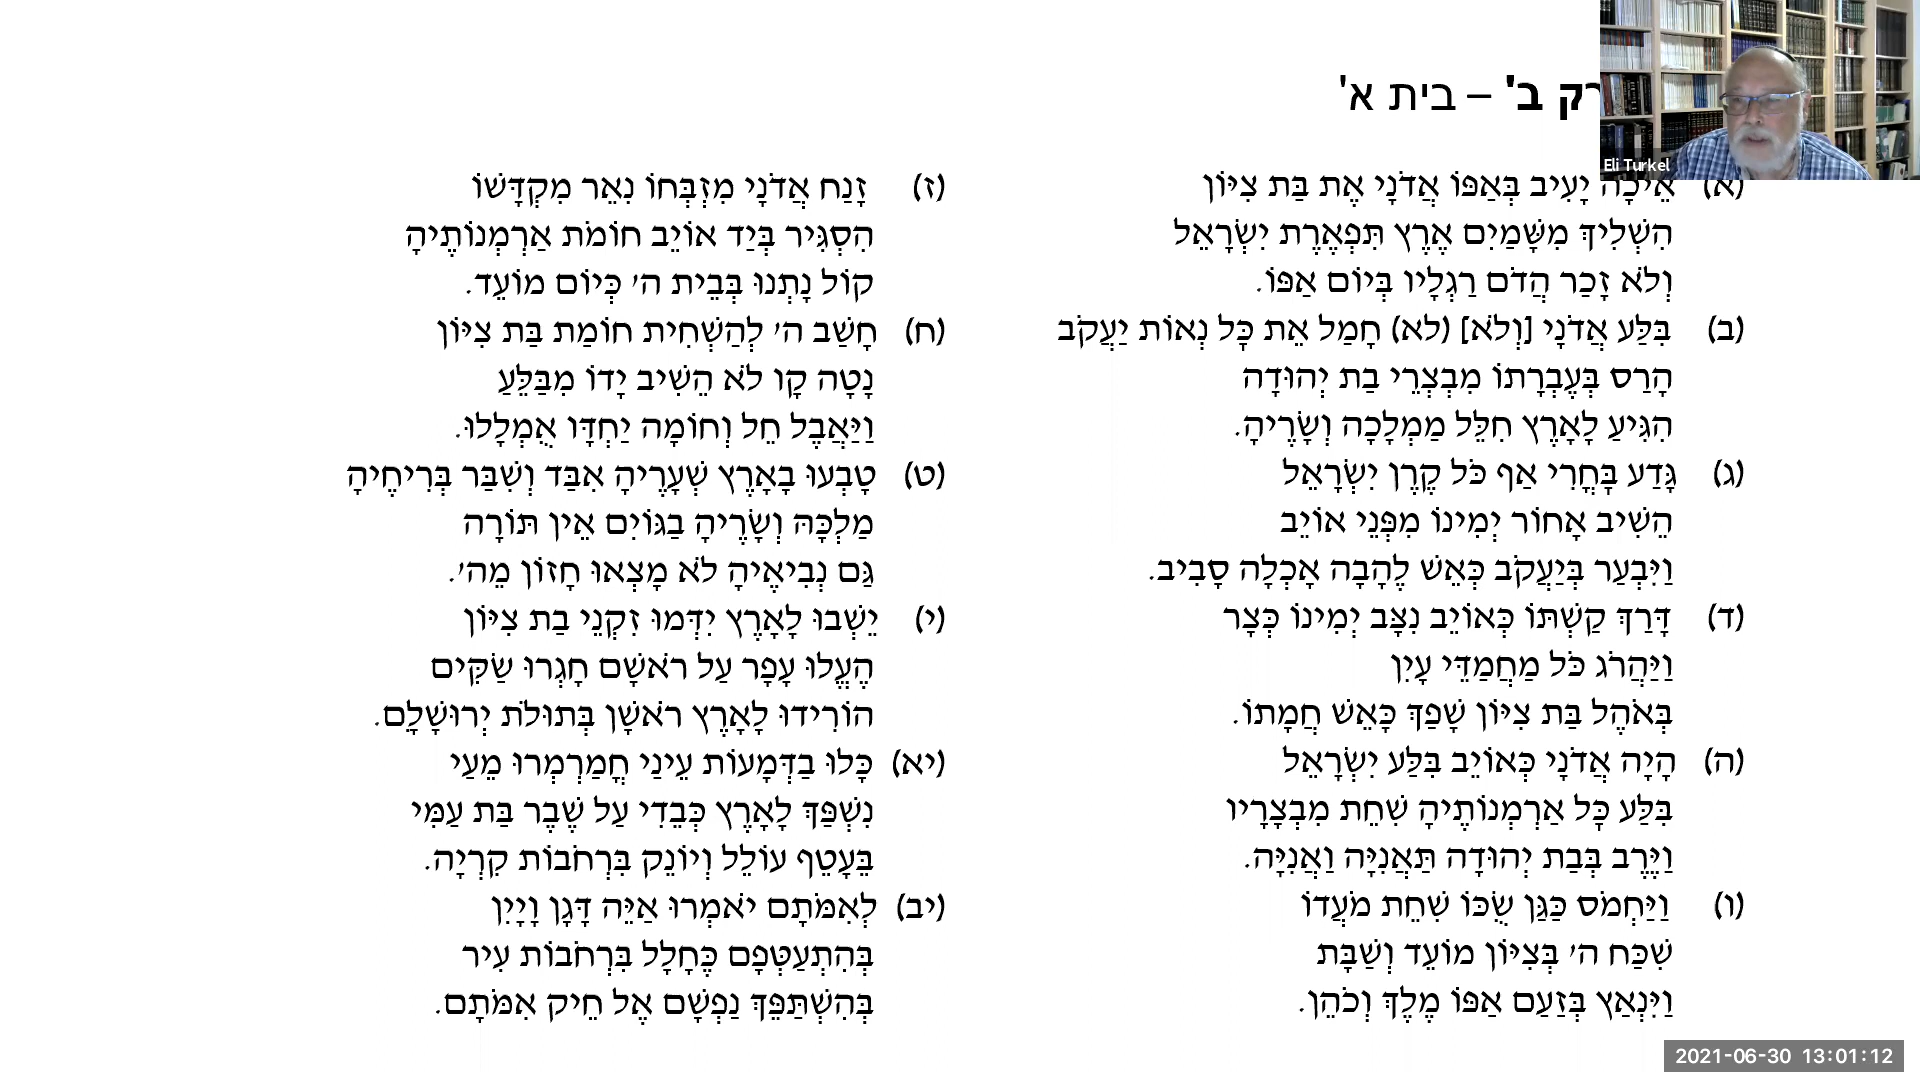 ב' – בית א'
Eli Turkel
(א) אֵיכָה יָעִיב בְּאַפּוֹ אֲדֹנָי אֶת בַּת צִיּוֹן
הִשְׁלִיךְ מִשָּׁמַיִם אֶרֶץ תִּפְאֶרֶת יִשְׂרָאֵל
וְלֹא זָכַר הֲדֹם רַגְלָיו בְּיוֹם אַפּוֹ.
(ב) בִּלַּע אֲדֹנָי [וְלֹא] (לא) חָמַל אֵת כָּל נְאוֹת יַעֲקֹב
הָרַס בְּעֶבְרָתוֹ מִבְצְרֵי בַת יְהוּדָה
הִגִּיעַ לָאָרֶץ חִלֵּל מַמְלָכָה וְשָׂרֶיהָ.
(ג) גָּדַע בָּחֳרִי אַף כֹּל קֶרֶן יִשְׂרָאֵל
הֵשִׁיב אָחוֹר יְמִינוֹ מִפְּנֵי אוֹיֵב
וַיִּבְעַר בְּיַעֲקֹב כְּאֵשׁ לֶהָבָה אָכְלָה סָבִיב.
(ד) דָּרַךְ קַשְׁתּוֹ כְּאוֹיֵב נִצָּב יְמִינוֹ כְּצָר
וַיַּהֲרֹג כֹּל מַחֲמַדֵּי עָיִן
בְּאֹהֶל בַּת צִיּוֹן שָׁפַךְ כָּאֵשׁ חֲמָתוֹ.
(ה) הָיָה אֲדֹנָי כְּאוֹיֵב בִּלַּע יִשְׂרָאֵל
בִּלַּע כָּל אַרְמְנוֹתֶיהָ שִׁחֵת מִבְצָרָיו
וַיֶּרֶב בְּבַת יְהוּדָה תַּאֲנִיָּה וַאֲנִיָּה.
(ו) וַיַּחְמֹס כַּגַּן שֻׂכּוֹ שִׁחֵת מֹעֲדוֹ
שִׁכַּח ה' בְּצִיּוֹן מוֹעֵד וְשַׁבָּת
וַיִּנְאַץ בְּזַעַם אַפּוֹ מֶלֶךְ וְכֹהֵן.
(ז) זָנַח אֲדֹנָי מִזְבְּחוֹ נִאֵר מִקְדָּשׁוֹ
הִסְגִּיר בְּיַד אוֹיֵב חוֹמֹת אַרְמְנוֹתֶיהָ
קוֹל נָתְנוּ בְּבֵית ה' כְּיוֹם מוֹעֵד.
(ח) חָשַׁב ה' לְהַשְׁחִית חוֹמַת בַּת צִיּוֹן
נָטָה קָו לֹא הֵשִׁיב יָדוֹ מִבַּלֵּעַ
וַיַּאֲבֶל חֵל וְחוֹמָה יַחְדָּו אֻמְלָלוּ.
(ט) טָבְעוּ בָאָרֶץ שְׁעָרֶיהָ אִבַּד וְשִׁבַּר בְּרִיחֶיהָ
מַלְכָּהּ וְשָׂרֶיהָ בַגּוֹיִם אֵין תּוֹרָה
גַּם נְבִיאֶיהָ לֹא מָצְאוּ חָזוֹן מֵה'.
(י) יֵשְׁבוּ לָאָרֶץ יִדְּמוּ זִקְנֵי בַת צִיּוֹן
הֶעֱלוּ עָפָר עַל רֹאשָׁם חָגְרוּ שַׂקִּים
הוֹרִידוּ לָאָרֶץ רֹאשָׁן בְּתוּלֹת יְרוּשָׁלִָם.
(יא) כָּלוּ בַדְּמָעוֹת עֵינַי חֳמַרְמְרוּ מֵעַי
נִשְׁפַּךְ לָאָרֶץ כְּבֵדִי עַל שֶׁבֶר בַּת עַמִּי
בֵּעָטֵף עוֹלֵל וְיוֹנֵק בִּרְחֹבוֹת קִרְיָה.
(יב) לְאִמֹּתָם יֹאמְרוּ אַיֵּה דָּגָן וָיָיִן
בְּהִתְעַטְּפָם כֶּחָלָל בִּרְחֹבוֹת עִיר
בְּהִשְׁתַּפֵּךְ נַפְשָׁם אֶל חֵיק אִמֹּתָם.
2021-06-30 13:01:12